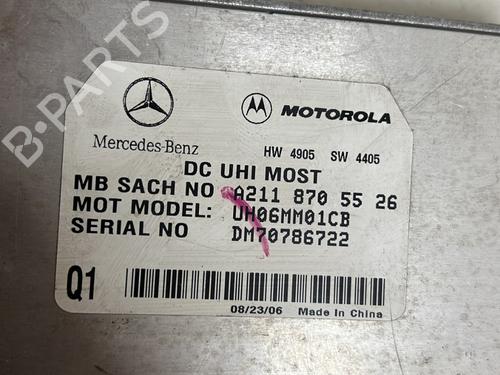 B-PARTS
MOTOROLA
Mercedes-Benz
HW 4905 SW 4405
DC UHI MOST
MB SACH NO A211 870 55 26
MOT MODEL: UH06MM01CB
SERIAL NO DM70786722
Q1
08/23/06 Made In China